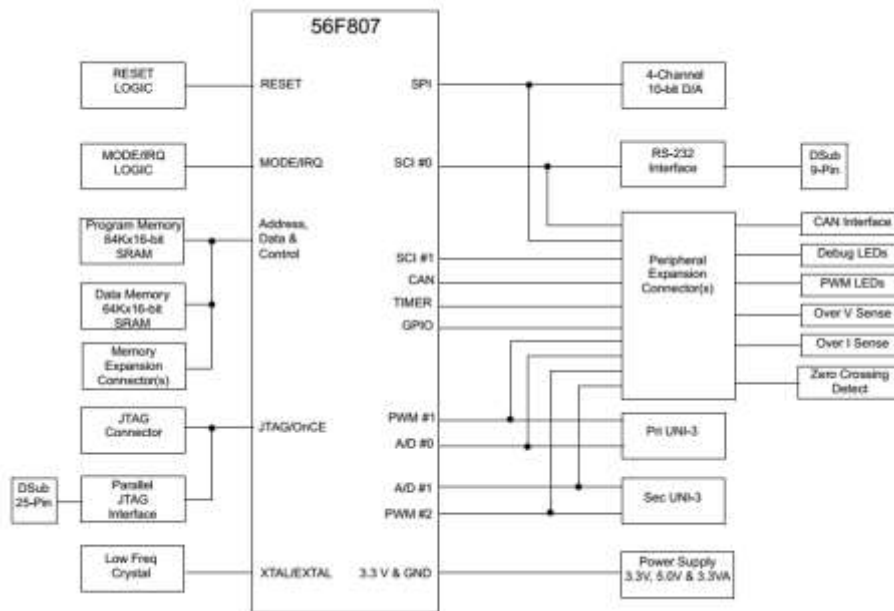 56F807
RESET
LOGIC
MODE/IRQ
LOGIC
Program Memory
64Kx16-bit
SRAM
Data Memory
64Kx16-bit
SRAM
Memory
Expansion
Connector(s)
JTAG
Connector
DSub
25-Pin
Parallel
JTAG
Interface
Low Freq
Crystal
RESET
MODE/IRQ
Address,
Data &
Control
JTAG/OnCE
XTAL/EXTAL
SPI
SCI #0
SCI #1
CAN
TIMER
GPIO
PWM #1
A/D #0
A/D #1
PWM #2
3.3 V & GND
4-Channel
10-bit D/A
RS-232
Interface
DSub
9-Pin
Peripheral
Expansion
Connector(s)
CAN Interface
Debug LEDs
PWM LEDs
Over V Sense
Over I Sense
Zero Crossing
Detect
Pri UNI-3
Sec UNI-3
Power Supply
3.3V, 5.0V & 3.3VA